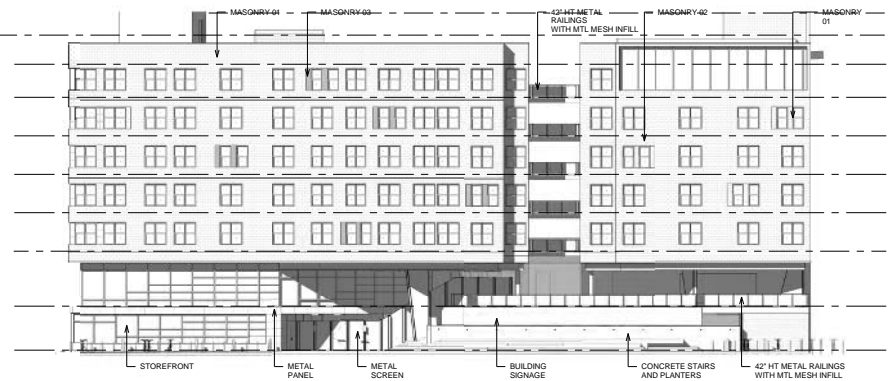 MASONRY 01
MASONRY 03
42" HT METAL
RAILINGS
WITH MTL MESH INFILL
MASONRY 02
MASONRY
01
STOREFRONT
METAL
PANEL
METAL
SCREEN
BUILDING
SIGNAGE
CONCRETE STAIRS
AND PLANTERS
42" HT METAL RAILINGS
WITH MTL MESH INFILL